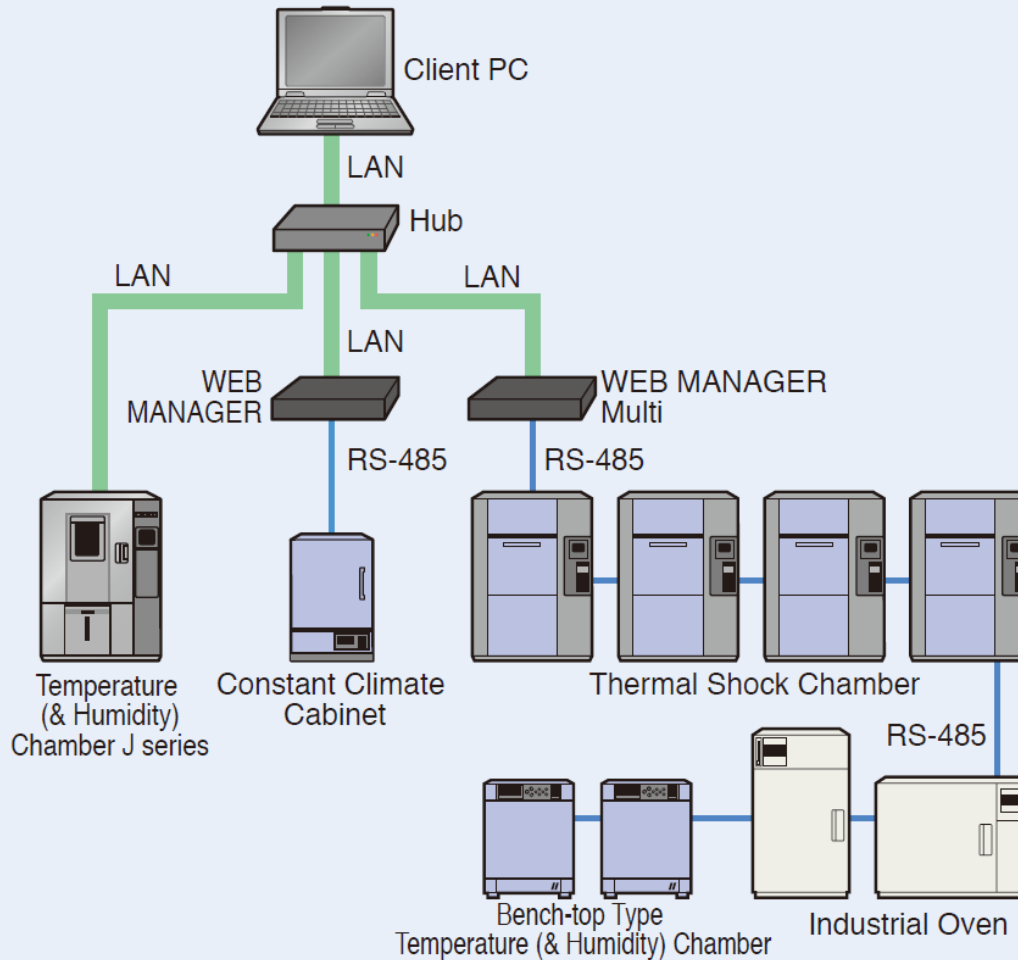 Client PC
LAN
Hub
LAN
LAN
LAN
WEB
MANAGER
WEB MANAGER
Multi
RS-485
RS-485
Temperature
(& Humidity)
Chamber J series
Constant Climate
Cabinet
Thermal Shock Chamber
RS-485
Bench-top Type
Temperature (& Humidity) Chamber
Industrial Oven